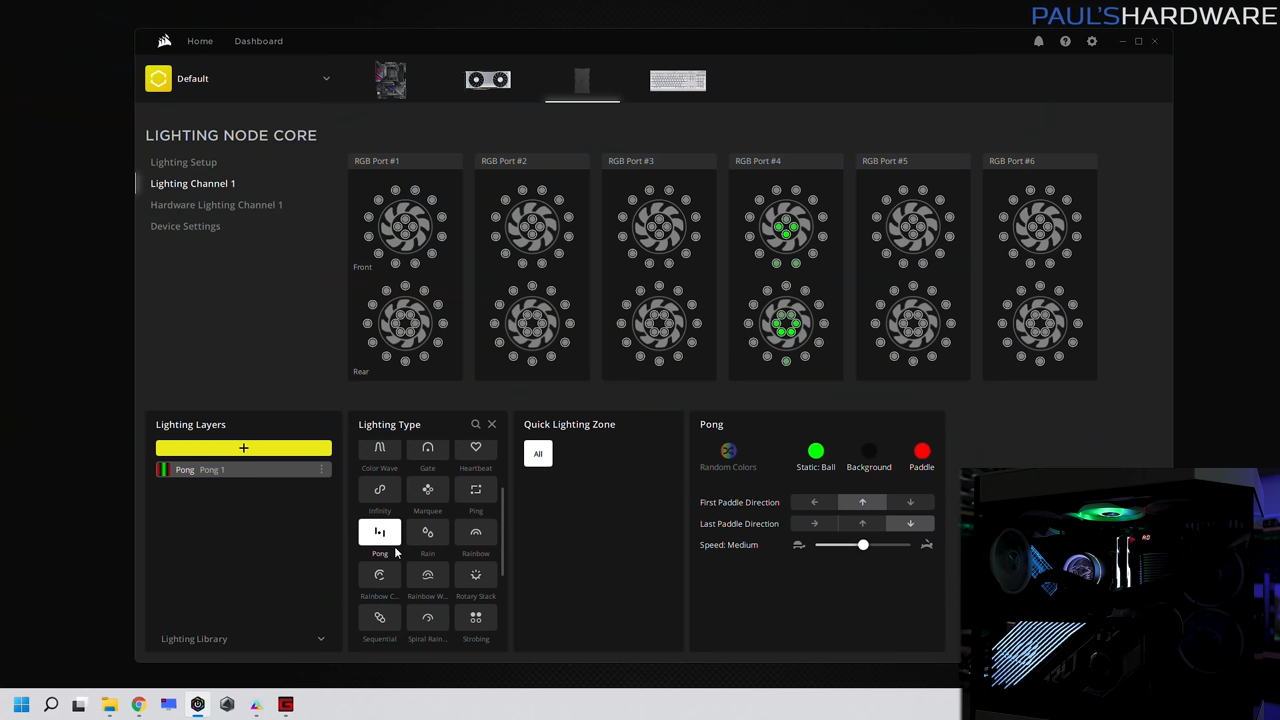 PAUL'SHARDWARE
Home
Dashboard
Default
LIGHTING NODE CORE
Lighting Setup
Lighting Channel 1
Hardware Lighting Channel 1
Device Settings
RGB Port #1
RGB Port #2
RGB Port #3
RGB Port #4
RGB Port #5
RGB Port #6
Front
Rear
Lighting Layers
+
Pong Pong 1
Lighting Library
Lighting Type
Color Wave
Gate
Heartbeat
Infinity
Marquee
Ping
Pong
Rain
Rainbow
Rainbow C...
Rainbow W...
Rotary Stack
Sequential
Spiral Rain...
Strobing
Quick Lighting Zone
All
Pong
Random Colors
Static: Ball
Background
Paddle
First Paddle Direction
Last Paddle Direction
Speed: Medium